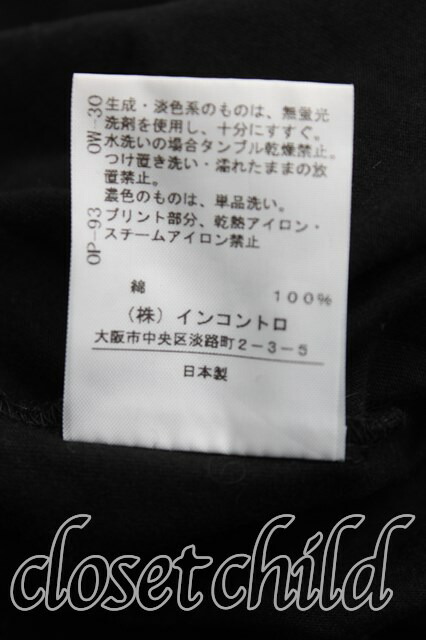 生成・淡色系のものは、無蛍光
洗剤を使用し、十分にすすぐ。
水洗いの場合タンブル乾燥禁止。
つけ置き洗い・濡れたままの放
置禁止。
濃色のものは、単品洗い。
プリント部分、乾熱アイロン・
スチームアイロン禁止
OP-93 OW-30
綿 100%
(株)インコントロ
大阪市中央区淡路町2-3-5
日本製
closet child